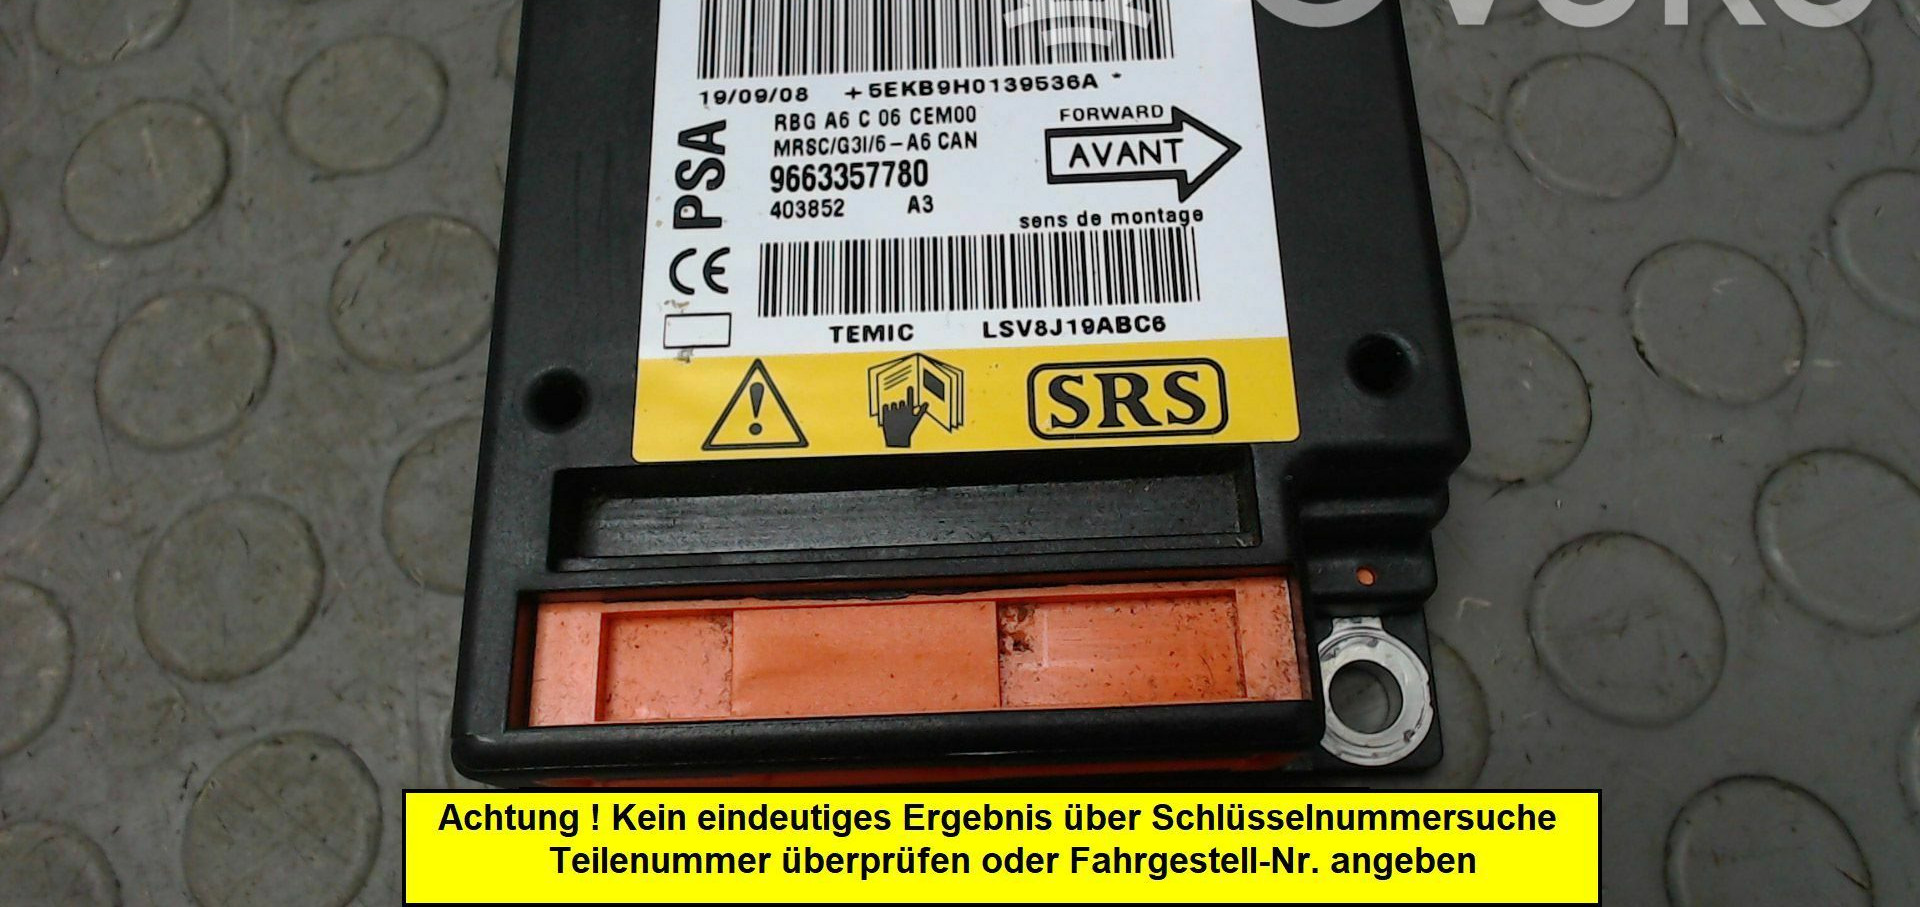 19/09/08 +5EKB9H0139536A *
RBG A6 C 06 CEM00
MRSC/G3I/6-A6 CAN
9663357780
403852 A3
PSA
FORWARD
AVANT
sens de montage
CE
TEMIC LSV8J19ABC6
SRS
Achtung ! Kein eindeutiges Ergebnis über Schlüsselnummersuche
Teilenummer überprüfen oder Fahrgestell-Nr. angeben